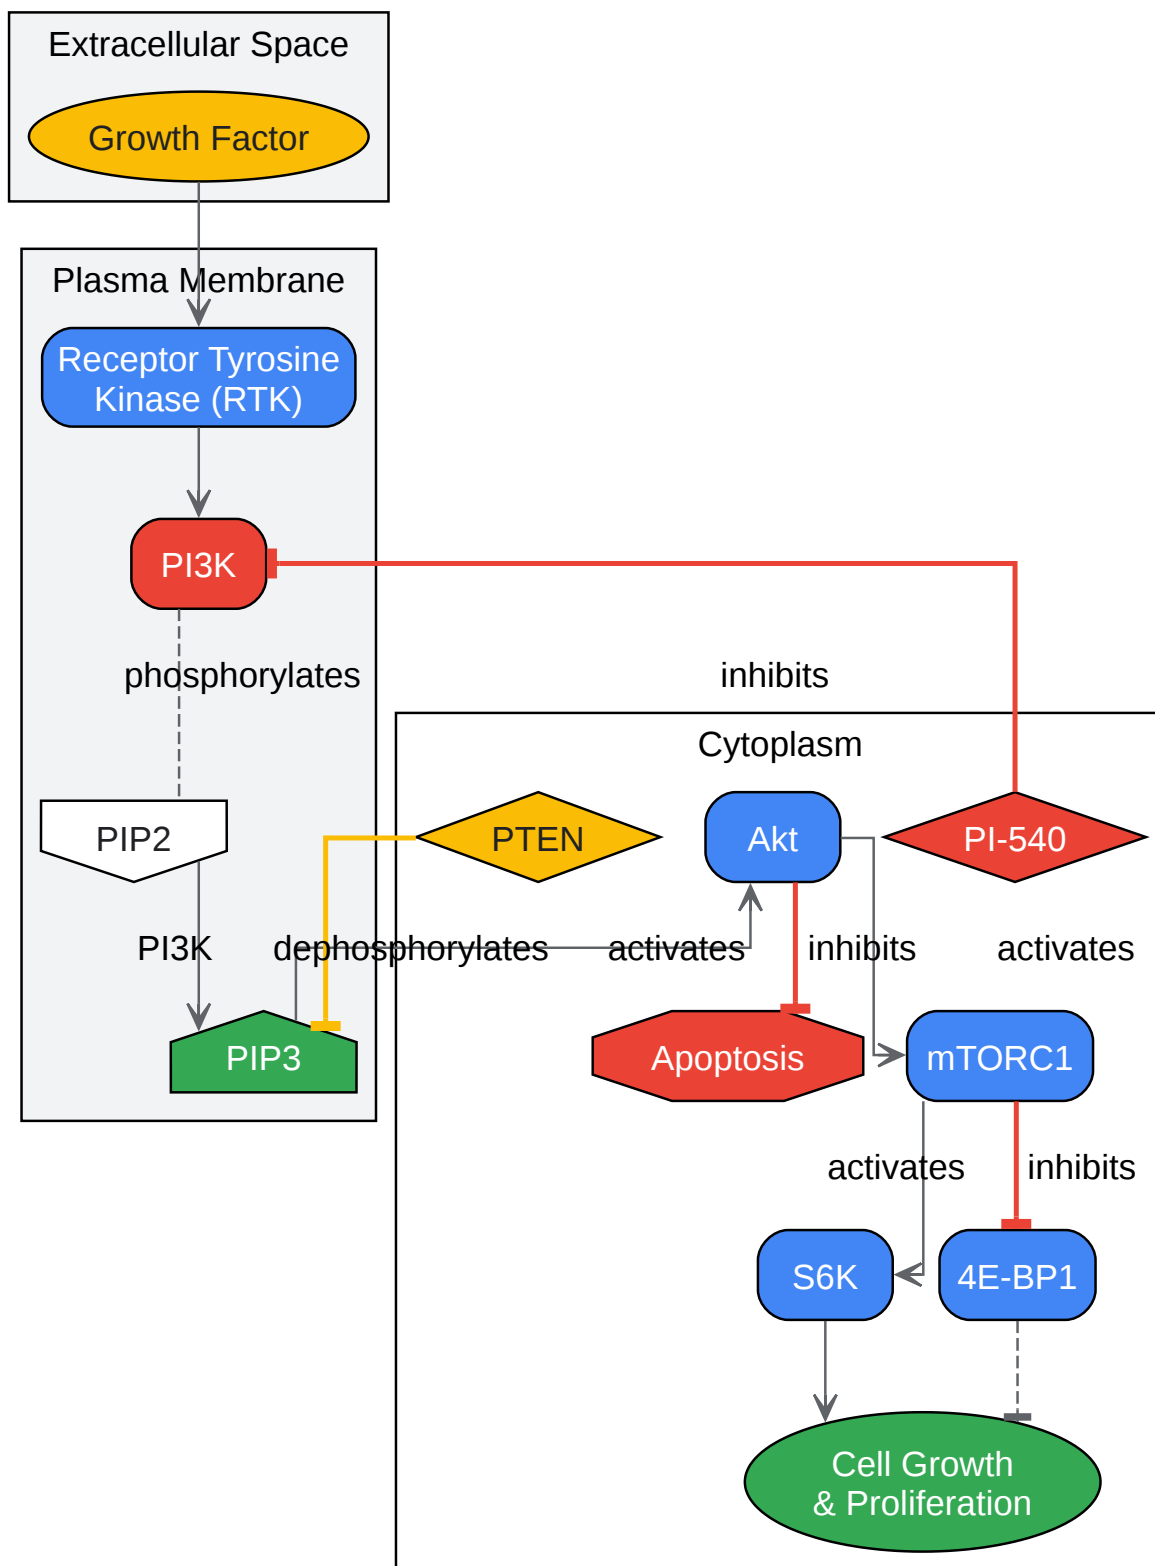 Extracellular Space
Growth Factor
Plasma Membrane
Receptor Tyrosine
Kinase (RTK)
PI3K
phosphorylates
inhibits
Cytoplasm
PIP2
PTEN
Akt
PI-540
PI3K
dephosphorylates
activates
inhibits
activates
PIP3
Apoptosis
mTORC1
activates
inhibits
S6K
4E-BP1
Cell Growth
& Proliferation